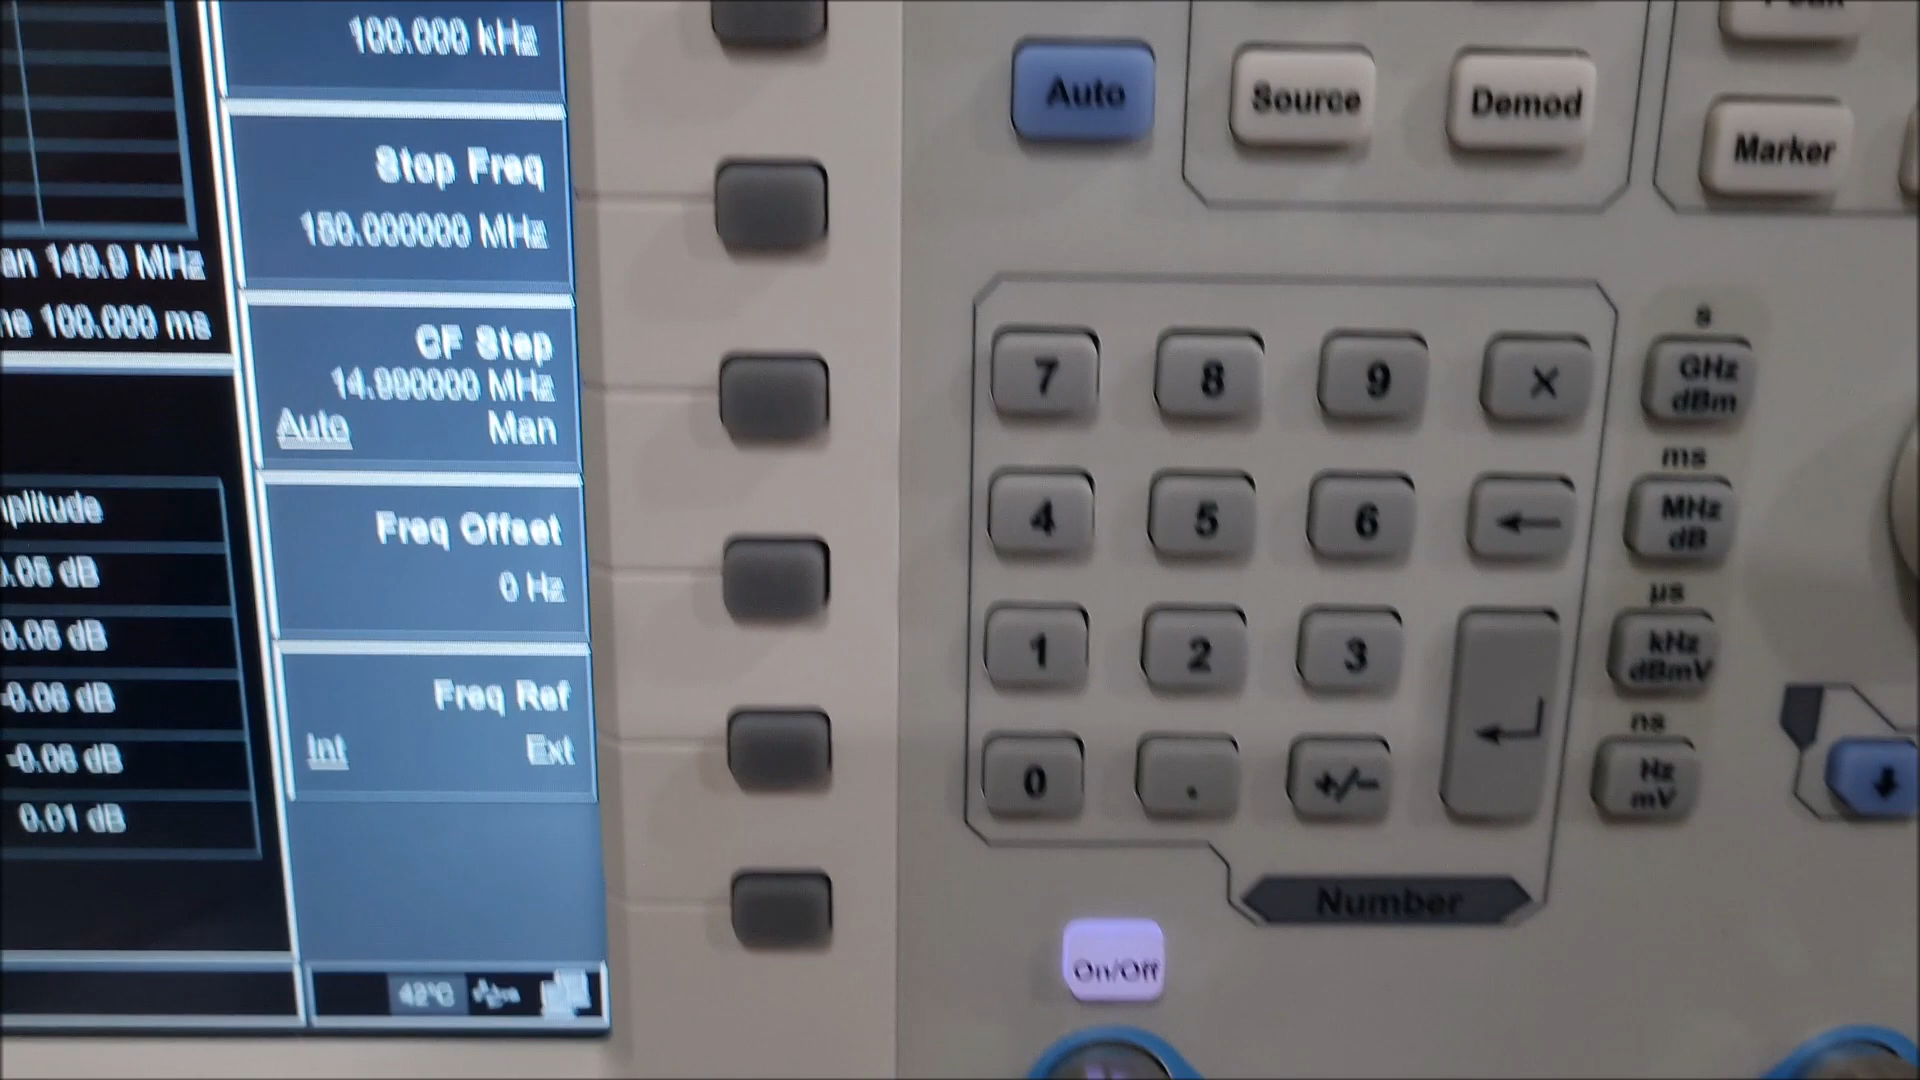 100.000 kHz
Stop Freq
150.000000 MHz
an 149.9 MHz
ne 100.000 ms
CF Step
14.990000 MHz
Auto Man
Freq Offset
0 Hz
Freq Ref
Int Ext
plitude
.05 dB
0.05 dB
-0.06 dB
-0.06 dB
0.01 dB
42°C
Auto
Source
Demod
Peak
Marker
7 8 9 ×
4 5 6 ←
1 2 3
0 . +/−
Number
s
GHz
dBm
ms
MHz
dB
µs
kHz
dBmV
ns
Hz
mV
On/Off